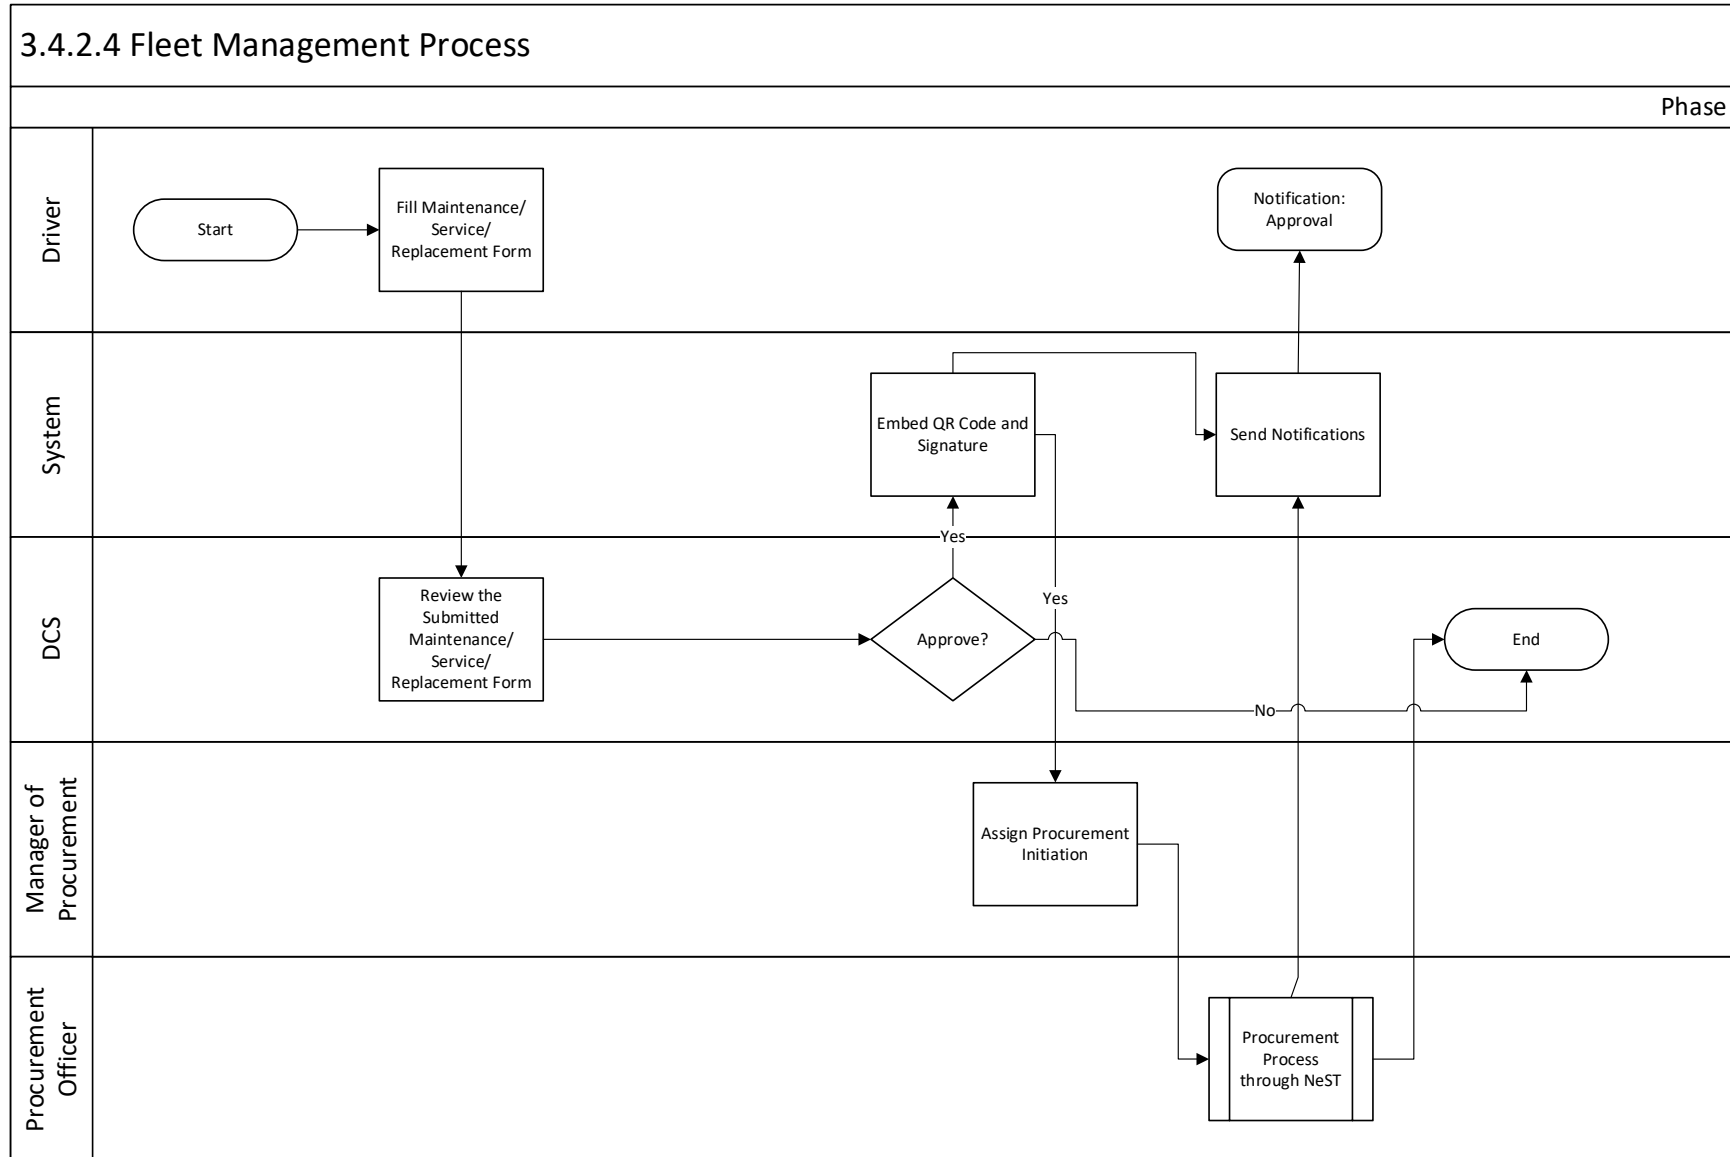 3.4.2.4 Fleet Management Process
Phase
Driver
Start
Fill Maintenance/
Service/
Replacement Form
Notification:
Approval
System
Embed QR Code and
Signature
Send Notifications
Yes
DCS
Review the
Submitted
Maintenance/
Service/
Replacement Form
Approve?
Yes
No
End
Manager of
Procurement
Assign Procurement
Initiation
Procurement
Officer
Procurement
Process
through NeST